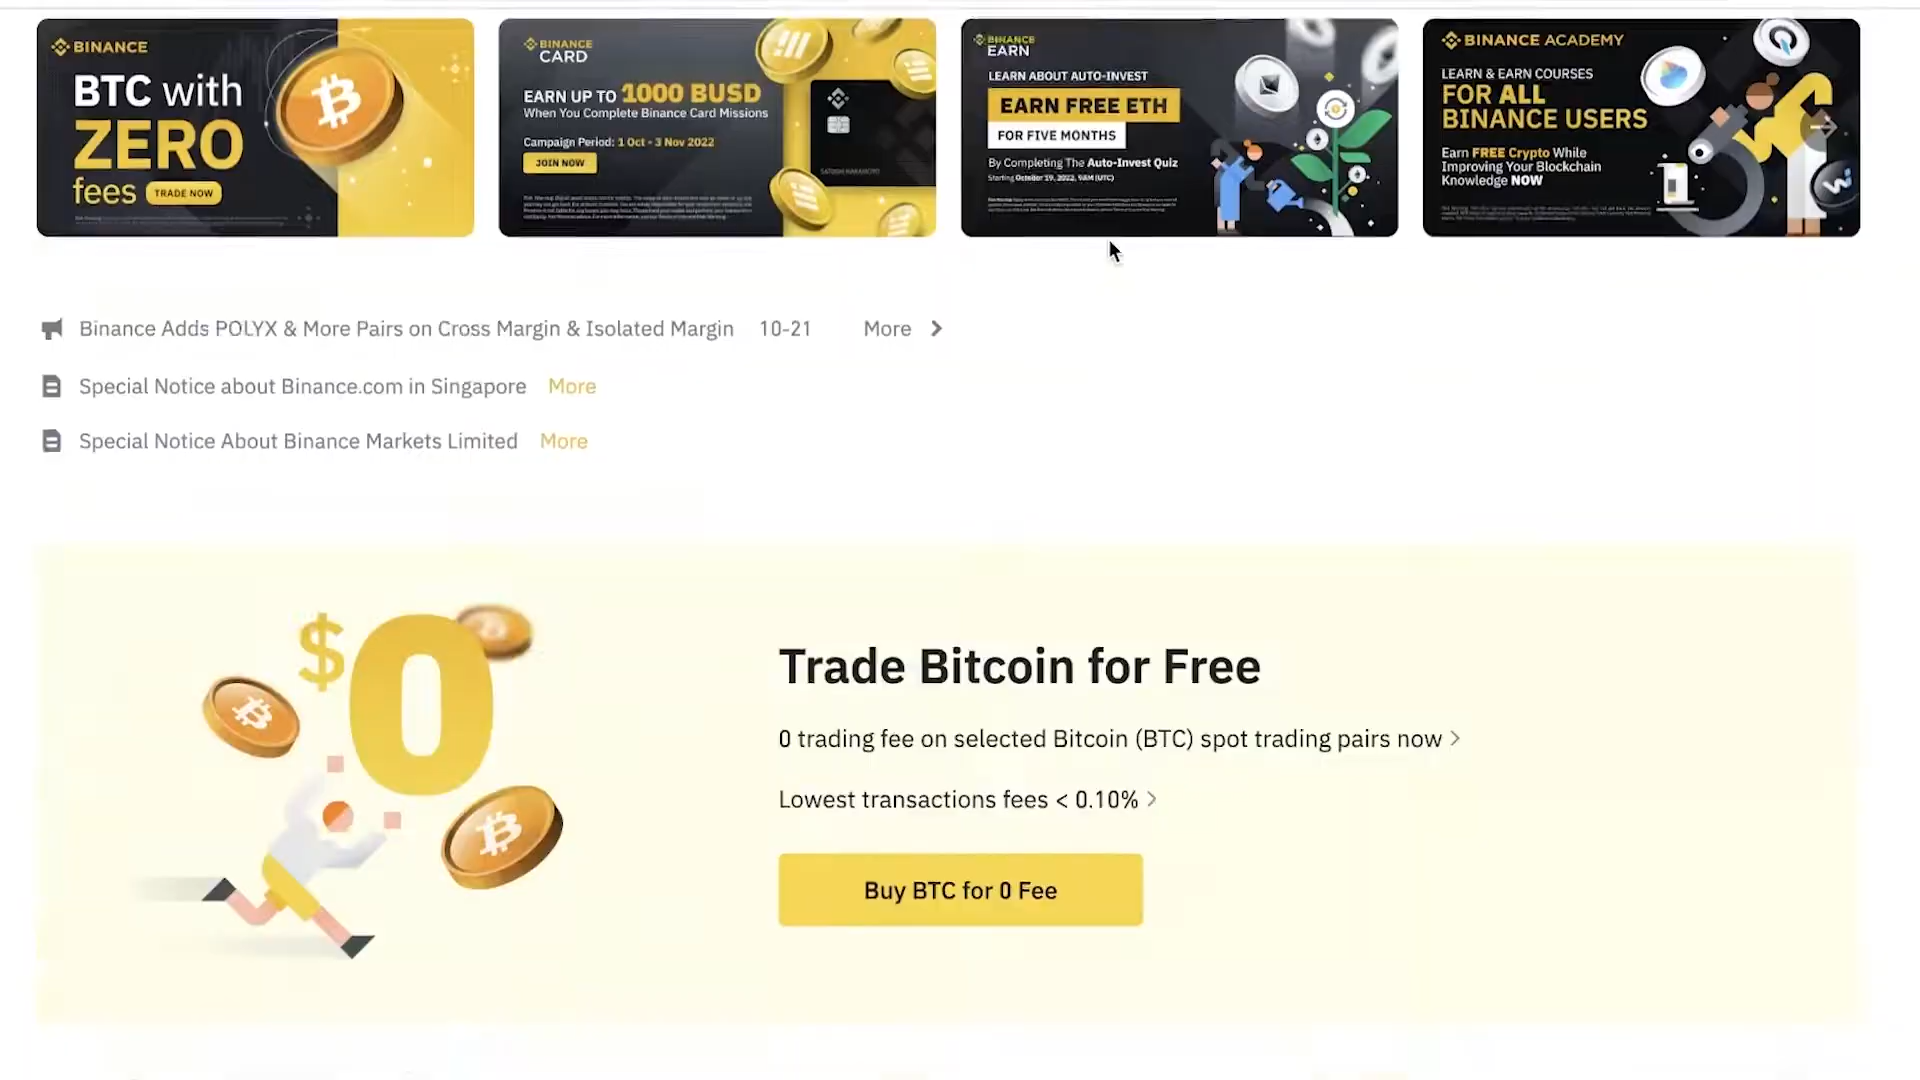 BINANCE
BTC with
ZERO
fees TRADE NOW
BINANCE
CARD
EARN UP TO 1000 BUSD
When You Complete Binance Card Missions
Campaign Period: 1 Oct - 3 Nov 2022
JOIN NOW
BINANCE
EARN
LEARN ABOUT AUTO-INVEST
EARN FREE ETH
FOR FIVE MONTHS
By Completing The Auto-Invest Quiz
Starting October 19, 2022, 9AM (UTC)
BINANCE ACADEMY
LEARN & EARN COURSES
FOR ALL
BINANCE USERS
Earn FREE Crypto While
Improving Your Blockchain
Knowledge NOW
Binance Adds POLYX & More Pairs on Cross Margin & Isolated Margin 10-21 More
Special Notice about Binance.com in Singapore More
Special Notice About Binance Markets Limited More
$0
Trade Bitcoin for Free
0 trading fee on selected Bitcoin (BTC) spot trading pairs now >
Lowest transactions fees < 0.10% >
Buy BTC for 0 Fee